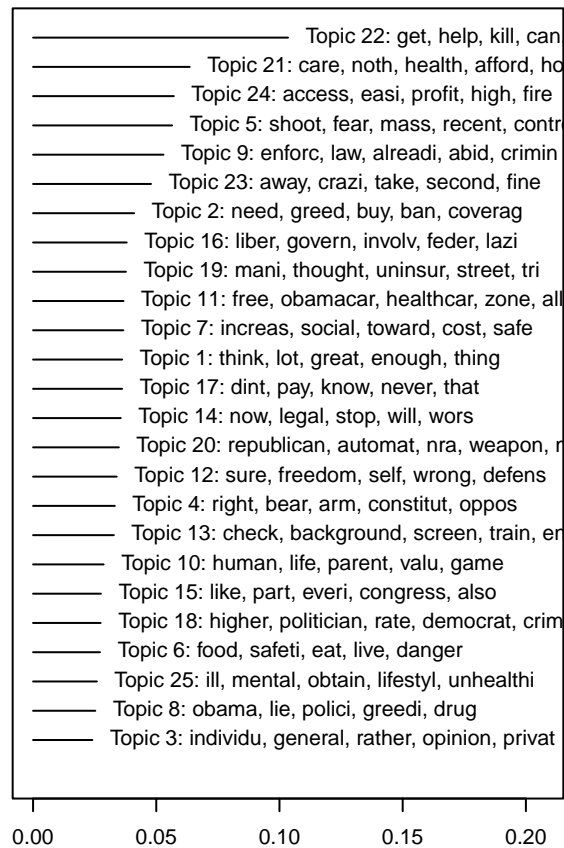 Topic 22: get, help, kill, can,
Topic 21: care, noth, health, afford, ho
Topic 24: access, easi, profit, high, fire
Topic 5: shoot, fear, mass, recent, contro
Topic 9: enforc, law, alreadi, abid, crimin
Topic 23: away, crazi, take, second, fine
Topic 2: need, greed, buy, ban, coverag
Topic 16: liber, govern, involv, feder, lazi
Topic 19: mani, thought, uninsur, street, tri
Topic 11: free, obamacar, healthcar, zone, all
Topic 7: increas, social, toward, cost, safe
Topic 1: think, lot, great, enough, thing
Topic 17: dint, pay, know, never, that
Topic 14: now, legal, stop, will, wors
Topic 20: republican, automat, nra, weapon, r
Topic 12: sure, freedom, self, wrong, defens
Topic 4: right, bear, arm, constitut, oppos
Topic 13: check, background, screen, train, en
Topic 10: human, life, parent, valu, game
Topic 15: like, part, everi, congress, also
Topic 18: higher, politician, rate, democrat, crim
Topic 6: food, safeti, eat, live, danger
Topic 25: ill, mental, obtain, lifestyl, unhealthi
Topic 8: obama, lie, polici, greedi, drug
Topic 3: individu, general, rather, opinion, privat
0.00 0.05 0.10 0.15 0.20